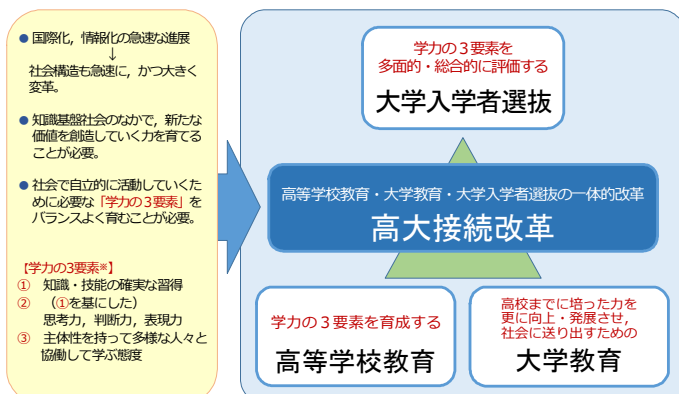 ● 国際化，情報化の急速な進展
↓
社会構造も急速に，かつ大きく
変革。
● 知識基盤社会のなかで，新たな
価値を創造していく力を育てる
ことが必要。
● 社会で自立的に活動していくた
めに必要な「学力の３要素」を
バランスよく育むことが必要。
【学力の3要素※】
① 知識・技能の確実な習得
② （①を基にした）
思考力，判断力，表現力
③ 主体性を持って多様な人々と
協働して学ぶ態度
学力の３要素を
多面的・総合的に評価する
大学入学者選抜
高等学校教育・大学教育・大学入学者選抜の一体的改革
高大接続改革
学力の３要素を育成する
高等学校教育
高校までに培った力を
更に向上・発展させ，
社会に送り出すための
大学教育